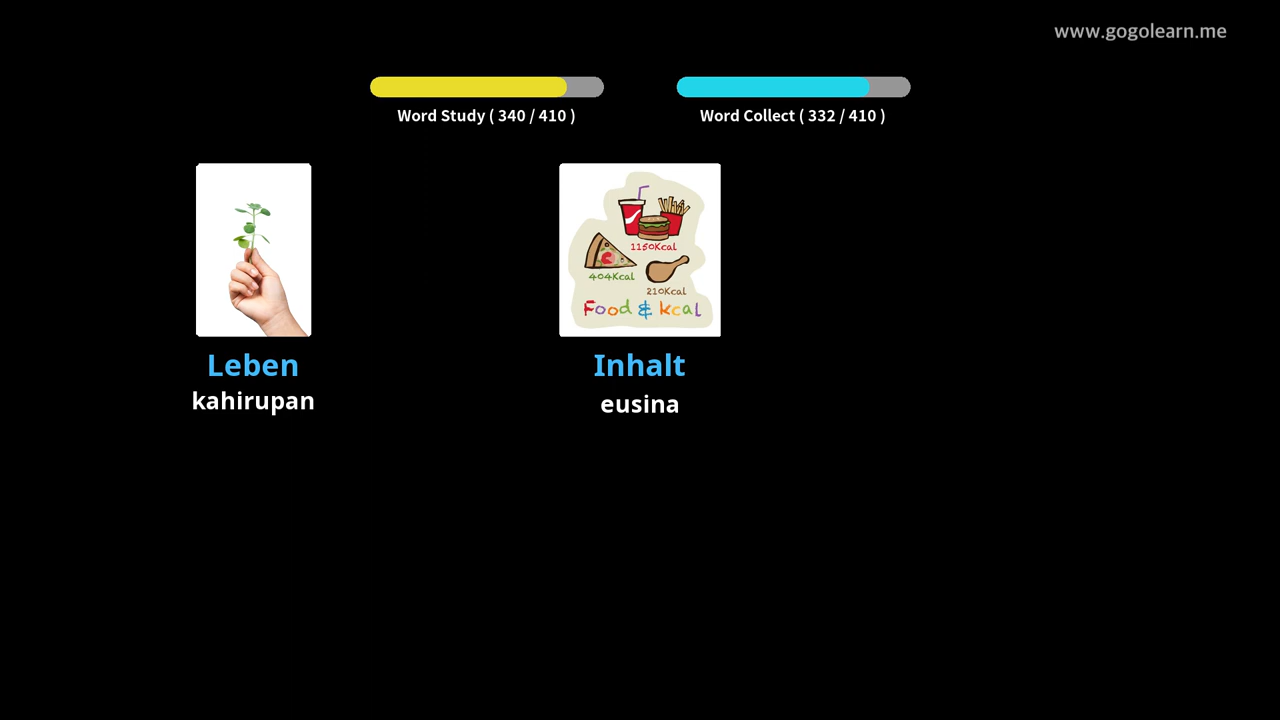 www.gogolearn.me
Word Study ( 340 / 410 )
Word Collect ( 332 / 410 )
1150Kcal
404Kcal
210Kcal
Food & kcal
Leben
kahirupan
Inhalt
eusina